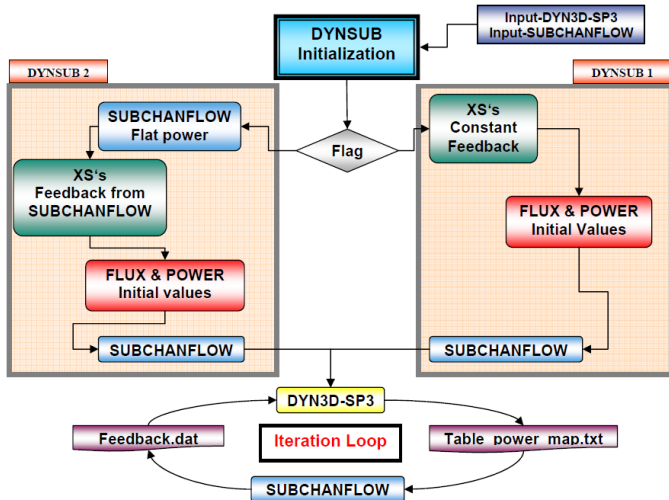 Input-DYN3D-SP3
Input-SUBCHANFLOW
DYNSUB
Initialization
DYNSUB 2
DYNSUB 1
SUBCHANFLOW
Flat power
Flag
XS's
Constant
Feedback
XS's
Feedback from
SUBCHANFLOW
FLUX & POWER
Initial Values
FLUX & POWER
Initial values
SUBCHANFLOW
SUBCHANFLOW
DYN3D-SP3
Feedback.dat
Iteration Loop
Table_power_map.txt
SUBCHANFLOW